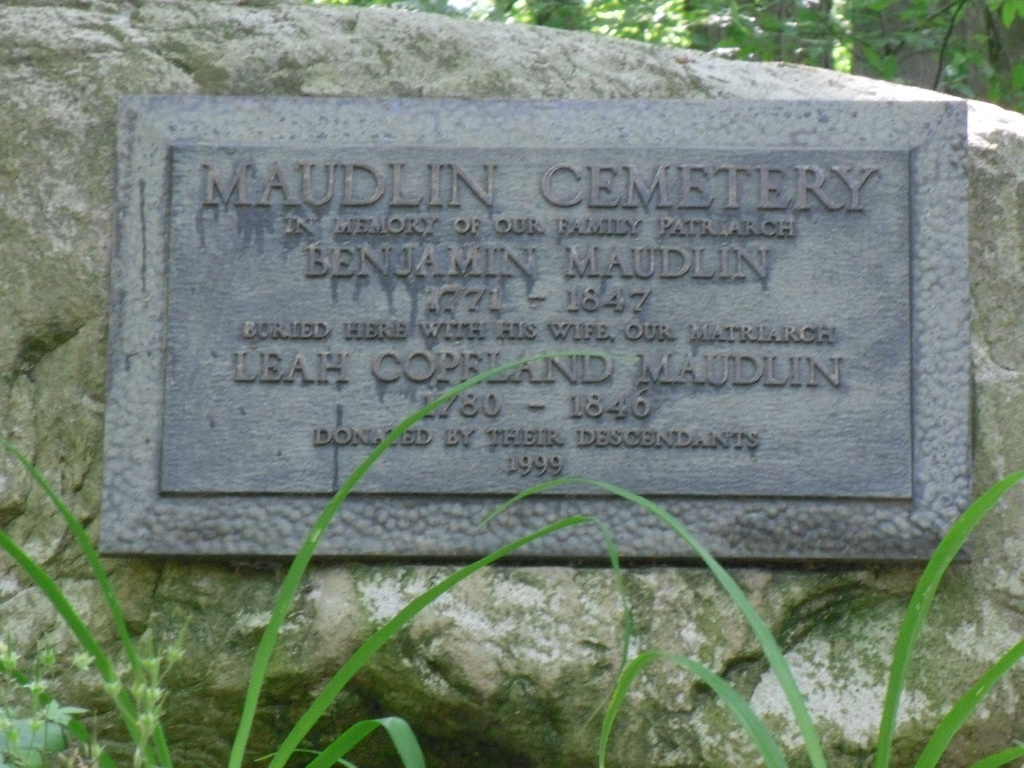 MAUDLIN CEMETERY
IN MEMORY OF OUR FAMILY PATRIARCH
BENJAMIN MAUDLIN
1771 - 1847
BURIED HERE WITH HIS WIFE, OUR MATRIARCH
LEAH COPELAND MAUDLIN
1780 - 1846
DONATED BY THEIR DESCENDANTS
1999